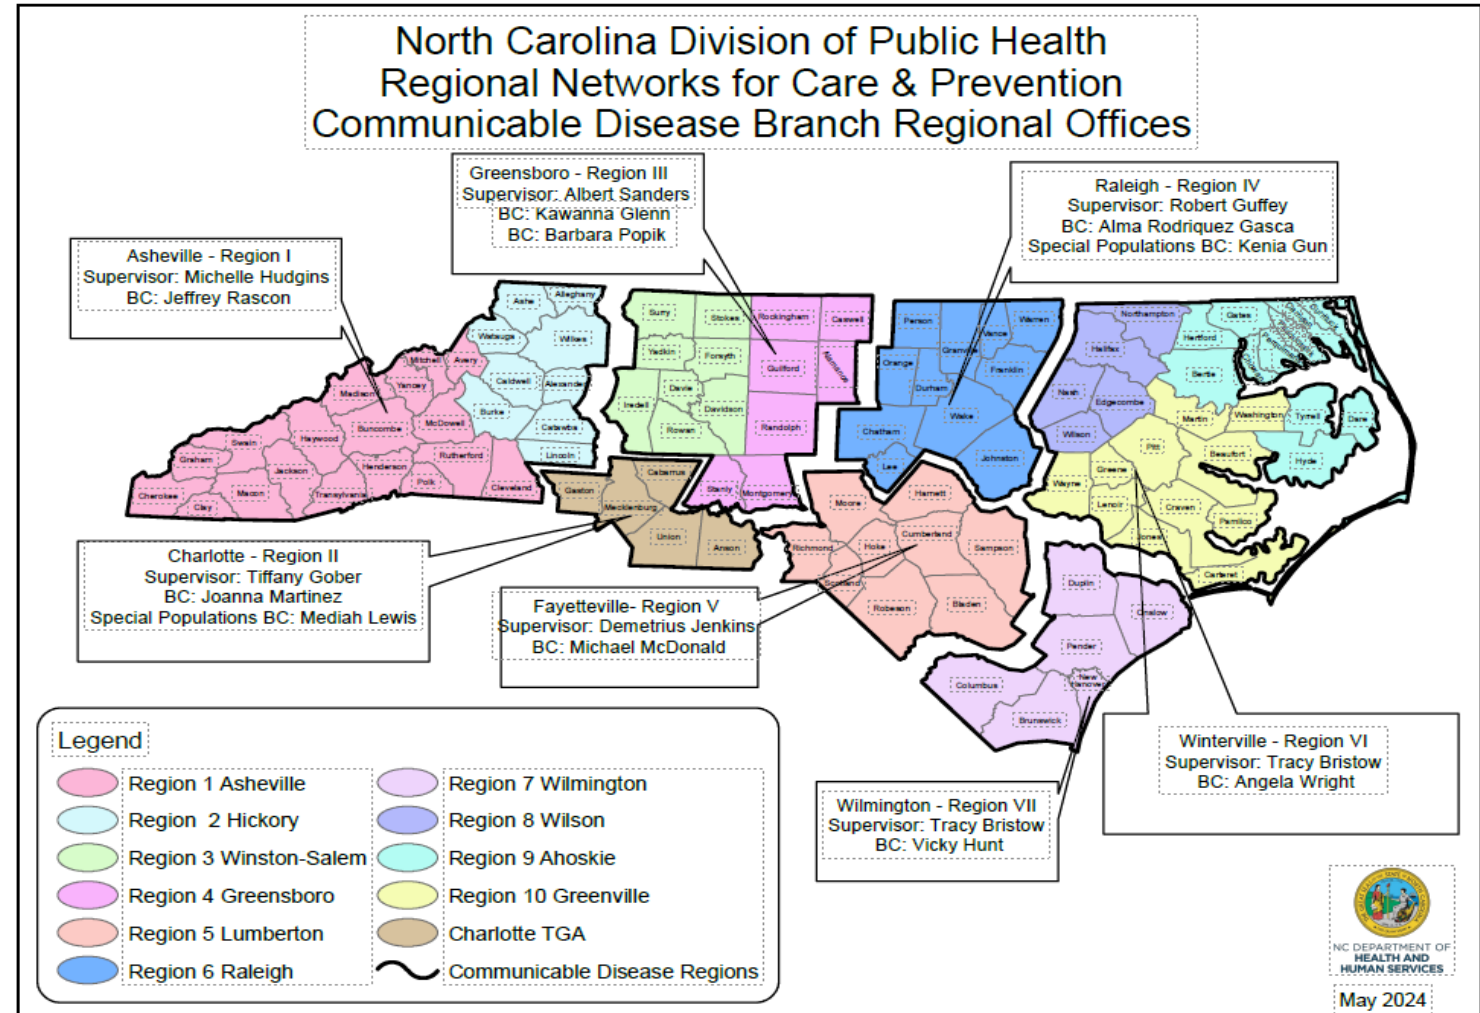 North Carolina Division of Public Health
Regional Networks for Care & Prevention
Communicable Disease Branch Regional Offices
Greensboro - Region III
Supervisor: Albert Sanders
BC: Kawanna Glenn
BC: Barbara Popik
Raleigh - Region IV
Supervisor: Robert Guffey
BC: Alma Rodriquez Gasca
Special Populations BC: Kenia Gun
Asheville - Region I
Supervisor: Michelle Hudgins
BC: Jeffrey Rascon
Ashe
Alleghany
Watauga
Wilkes
Mitchell
Avery
Caldwell
Alexander
Yancey
Madison
Burke
Catawba
McDowell
Buncombe
Haywood
Swain
Lincoln
Rutherford
Graham
Jackson
Henderson
Polk
Cleveland
Cherokee
Macon
Transylvania
Clay
Surry
Stokes
Rockingham
Caswell
Yadkin
Forsyth
Guilford
Alamance
Davie
Iredell
Davidson
Rowan
Randolph
Stanly
Montgomery
Cabarrus
Gaston
Mecklenburg
Union
Anson
Person
Vance
Warren
Granville
Orange
Franklin
Durham
Wake
Chatham
Lee
Johnston
Northampton
Gates
Halifax
Hertford
Bertie
Nash
Edgecombe
Martin
Washington
Tyrrell
Dare
Wilson
Pitt
Beaufort
Hyde
Greene
Wayne
Lenoir
Craven
Pamlico
Jones
Carteret
Moore
Harnett
Richmond
Hoke
Cumberland
Sampson
Scotland
Robeson
Bladen
Duplin
Onslow
Pender
Columbus
New
Hanover
Brunswick
Charlotte - Region II
Supervisor: Tiffany Gober
BC: Joanna Martinez
Special Populations BC: Mediah Lewis
Fayetteville- Region V
Supervisor: Demetrius Jenkins
BC: Michael McDonald
Winterville - Region VI
Supervisor: Tracy Bristow
BC: Angela Wright
Wilmington - Region VII
Supervisor: Tracy Bristow
BC: Vicky Hunt
Legend
Region 1 Asheville
Region  2 Hickory
Region 3 Winston-Salem
Region 4 Greensboro
Region 5 Lumberton
Region 6 Raleigh
Region 7 Wilmington
Region 8 Wilson
Region 9 Ahoskie
Region 10 Greenville
Charlotte TGA
Communicable Disease Regions
NC DEPARTMENT OF
HEALTH AND
HUMAN SERVICES
May 2024